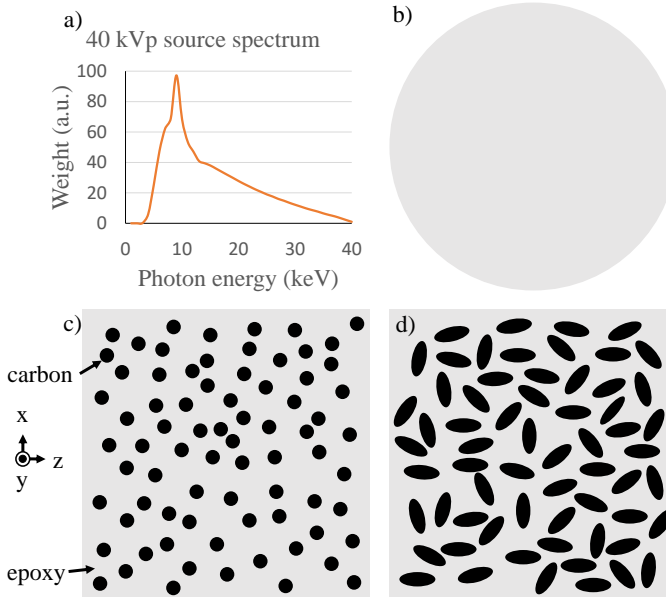 a)
40 kVp source spectrum
100
80
60
40
20
0
Weight (a.u.)
0 10 20 30 40
Photon energy (keV)
b)
c)
carbon
x
z
y
epoxy
d)